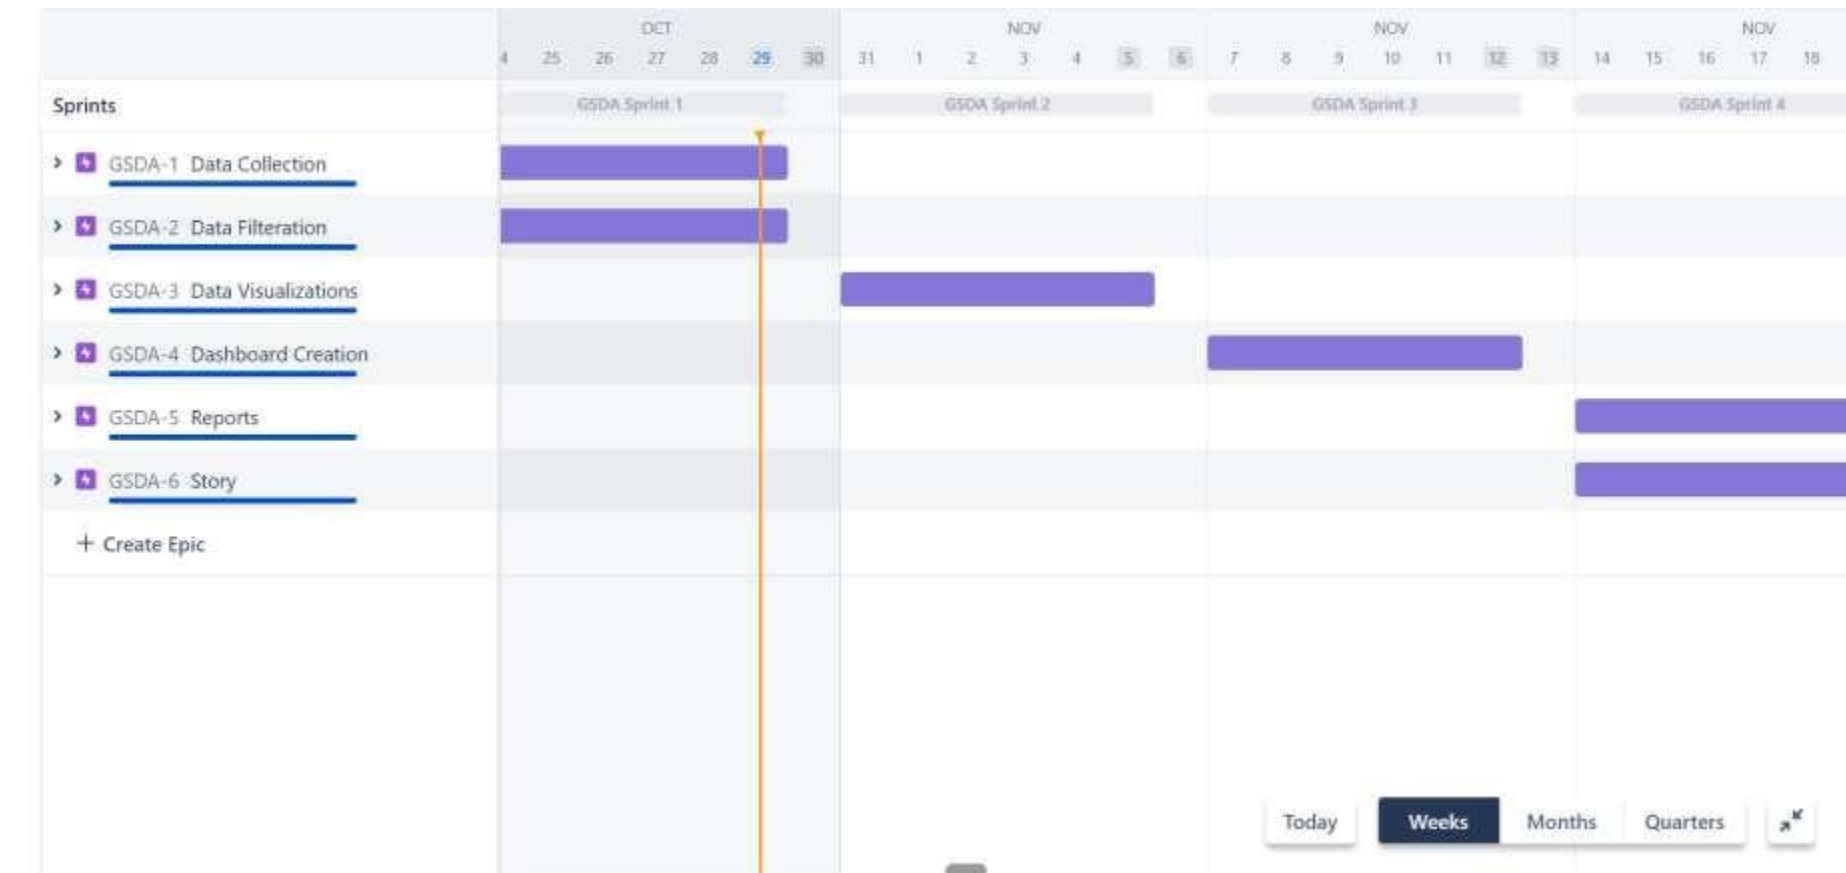 OCT NOV NOV NOV
4 25 26 27 28 29 30 31 1 2 3 4 5 6 7 8 9 10 11 12 13 14 15 16 17 18
Sprints GSDA Sprint 1 GSDA Sprint 2 GSDA Sprint 3 GSDA Sprint 4
GSDA-1 Data Collection
GSDA-2 Data Filteration
GSDA-3 Data Visualizations
GSDA-4 Dashboard Creation
GSDA-5 Reports
GSDA-6 Story
+ Create Epic
Today Weeks Months Quarters